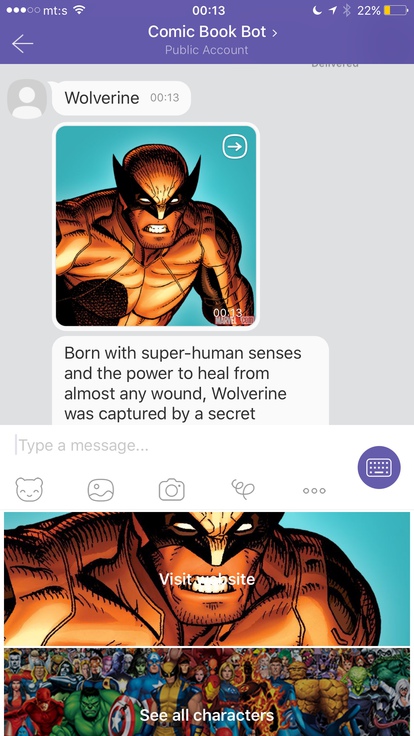 mt:s
00:13
22%
Comic Book Bot
Public Account
Delivered
Wolverine
00:13
00:13
MARVEL
Born with super-human senses
and the power to heal from
almost any wound, Wolverine
was captured by a secret
Type a message...
Visit website
See all characters